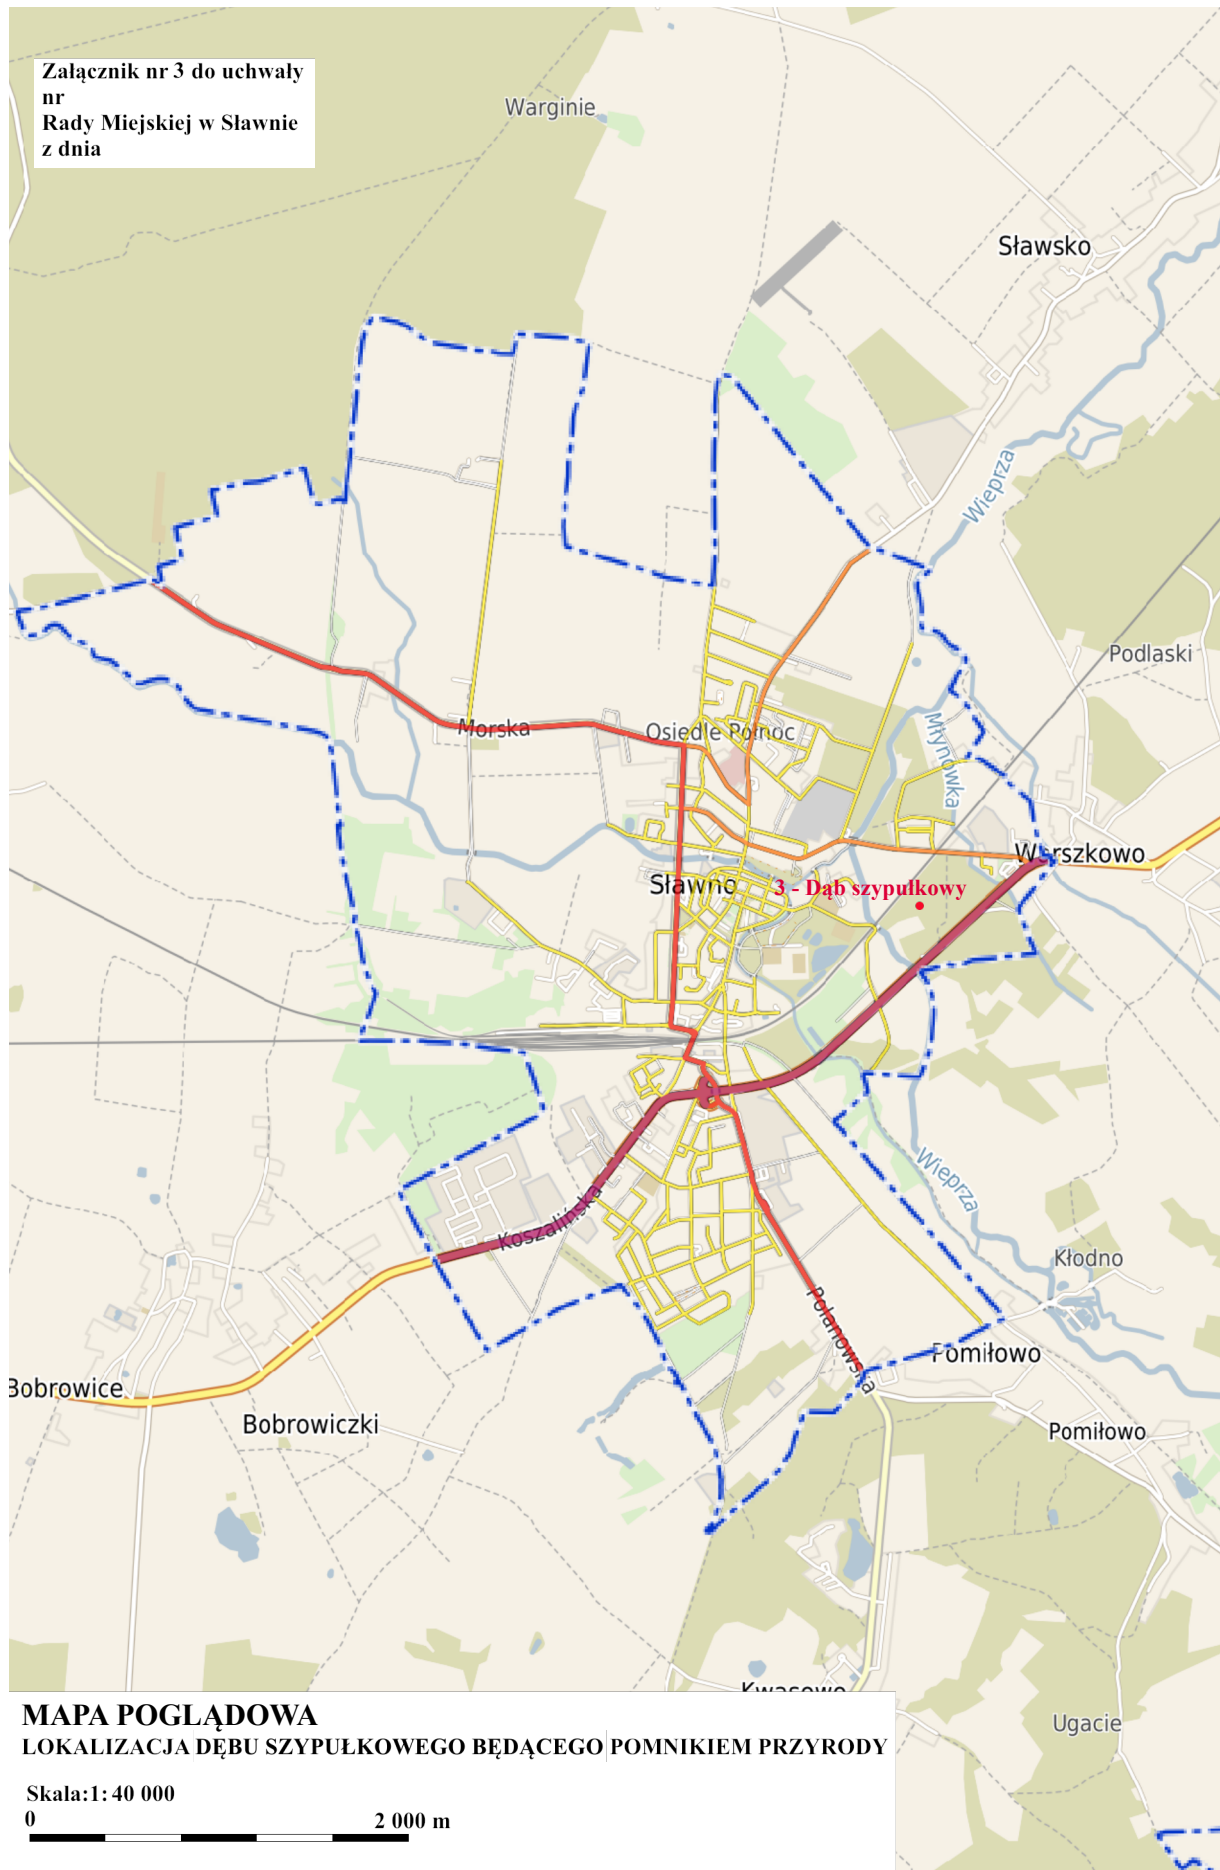 Załącznik nr 3 do uchwały
nr
Rady Miejskiej w Sławnie
z dnia
Warginie
Sławsko
Wieprza
Podlaski
Morska
Osiedle Północ
Młynówka
Warszkowo
Sławno
3 - Dąb szypułkowy
Wieprza
Koszalińska
Kłodno
Polanowska
Pomiłowo
Bobrowice
Bobrowiczki
Pomiłowo
Kwasowo
Ugacie
MAPA POGLĄDOWA
LOKALIZACJA DĘBU SZYPUŁKOWEGO BĘDĄCEGO POMNIKIEM PRZYRODY
Skala:1: 40 000
0 2 000 m